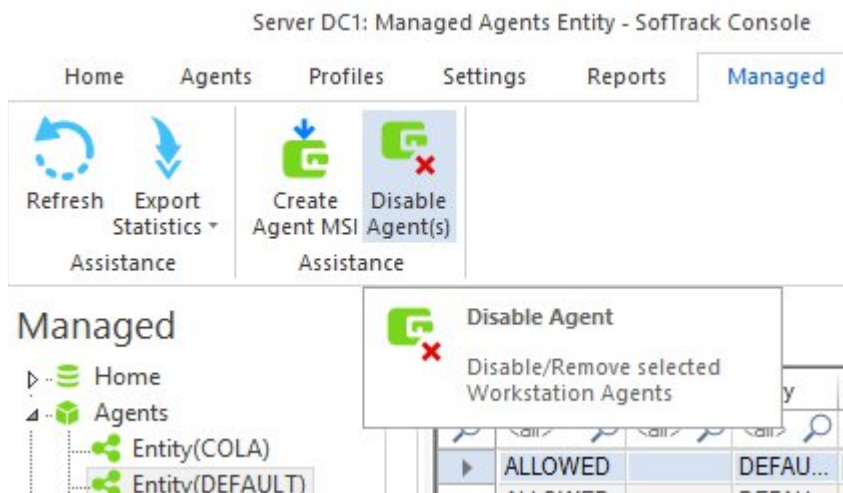 Server DC1: Managed Agents Entity - SofTrack Console
Home Agents Profiles Settings Reports Managed
Refresh Export Create Disable
Statistics Agent MSI Agent(s)
Assistance Assistance
Managed
Disable Agent
Disable/Remove selected
Workstation Agents
Home
Agents
Entity(COLA)
Entity(DEFAULT)
ALLOWED DEFAU...